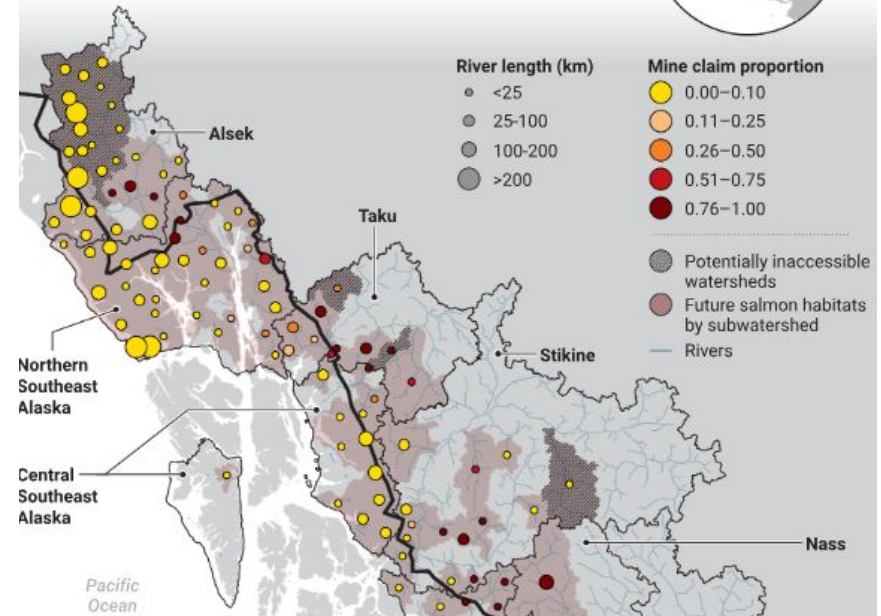 River length (km)
<25
25-100
100-200
>200
Mine claim proportion
0.00–0.10
0.11–0.25
0.26–0.50
0.51–0.75
0.76–1.00
Potentially inaccessible
watersheds
Future salmon habitats
by subwatershed
Rivers
Alsek
Taku
Stikine
Northern
Southeast
Alaska
Central
Southeast
Alaska
Nass
Pacific
Ocean